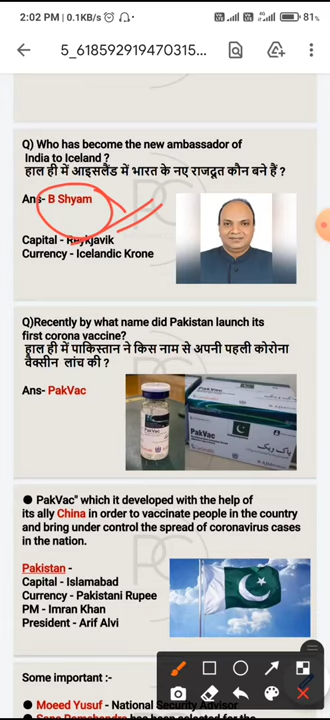 2:02 PM | 0.1KB/s
81%
5_618592919470315...
Q) Who has become the new ambassador of
India to Iceland ?
हाल ही में आइसलैंड में भारत के नए राजदूत कौन बने हैं ?
Ans- B Shyam
Capital - Reykjavik
Currency - Icelandic Krone
Q)Recently by what name did Pakistan launch its
first corona vaccine?
हाल ही में पाकिस्तान ने किस नाम से अपनी पहली कोरोना
वैक्सीन लांच की ?
Ans- PakVac
PakVac
PakVac
● PakVac" which it developed with the help of
its ally China in order to vaccinate people in the country
and bring under control the spread of coronavirus cases
in the nation.
Pakistan -
Capital - Islamabad
Currency - Pakistani Rupee
PM - Imran Khan
President - Arif Alvi
Some important :-
● Moeed Yusuf - National Security Advisor